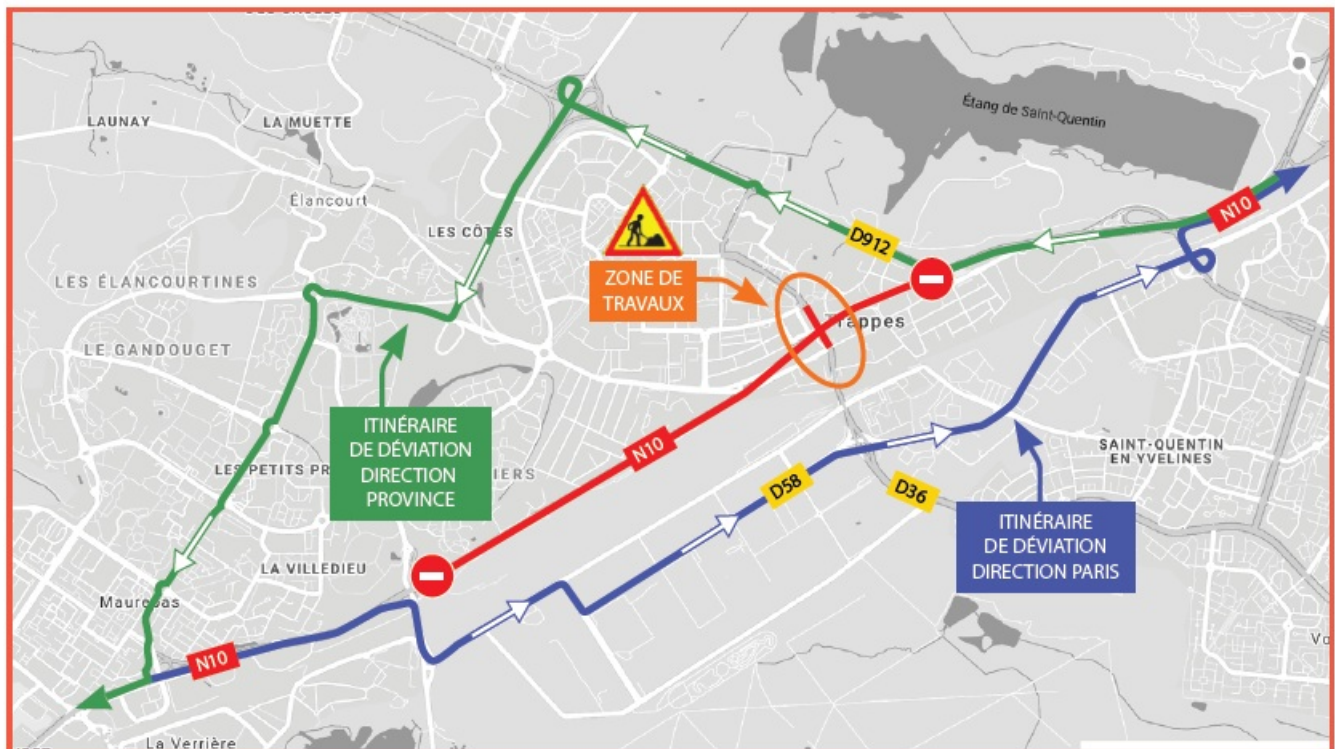 LAUNAY
LA MUETTE
Étang de Saint-Quentin
Élancourt
LES CÔTES
N10
D912
ZONE DE
TRAVAUX
LES ÉLANCOURTINES
Trappes
LE GANDOUGET
ITINÉRAIRE
DE DÉVIATION
DIRECTION
PROVINCE
N10
SAINT-QUENTIN
EN YVELINES
LES PETITS
D58
D36
ITINÉRAIRE
DE DÉVIATION
DIRECTION PARIS
LA VILLEDIEU
Maurepas
N10
La Verrière